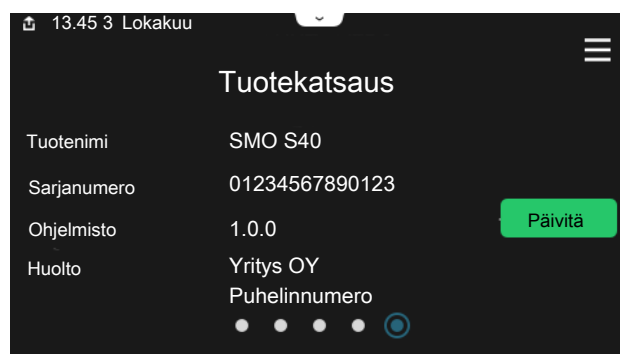 13.45 3 Lokakuu
Tuotekatsaus
Tuotenimi SMO S40
Sarjanumero 01234567890123
Ohjelmisto 1.0.0 Päivitä
Huolto Yritys OY
Puhelinnumero